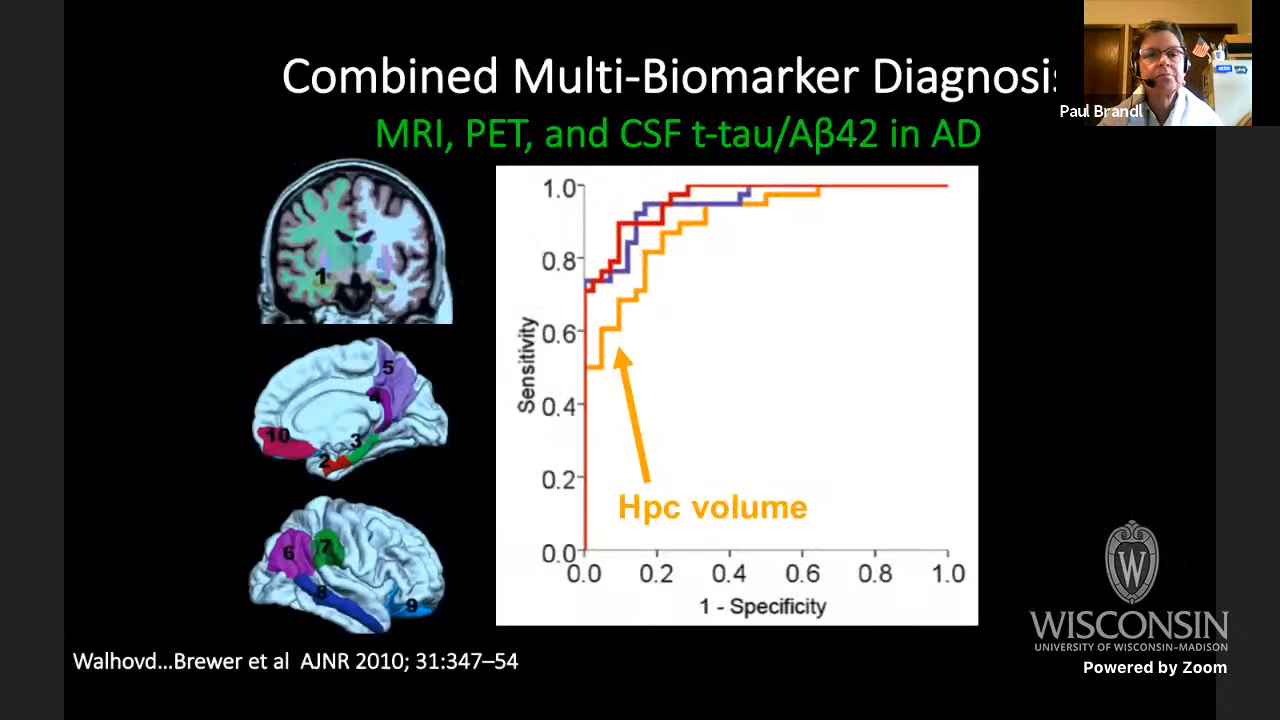 Combined Multi-Biomarker Diagnosis
MRI, PET, and CSF t-tau/Aβ42 in AD
Paul Brandl
1
5
4
10
3
2
6
7
8
9
Sensitivity
1.0
0.8
0.6
0.4
0.2
0.0
Hpc volume
0.0 0.2 0.4 0.6 0.8 1.0
1 - Specificity
Walhovd...Brewer et al AJNR 2010; 31:347–54
W
WISCONSIN
UNIVERSITY OF WISCONSIN–MADISON
Powered by Zoom